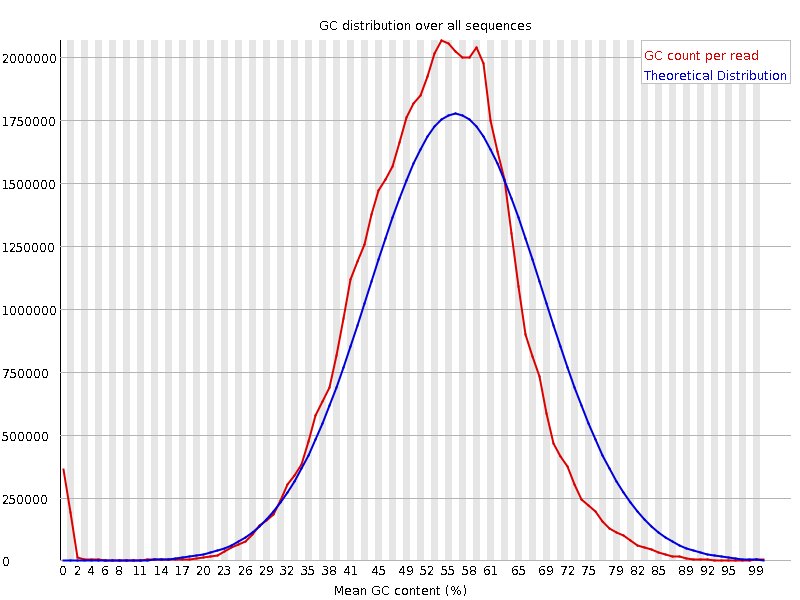 GC distribution over all sequences
GC count per read
Theoretical Distribution
2000000
1750000
1500000
1250000
1000000
750000
500000
250000
0
0 2 4 6 8 11 14 17 20 23 26 29 32 35 38 41 45 49 52 55 58 61 65 69 72 75 79 82 85 89 92 95 99
Mean GC content (%)